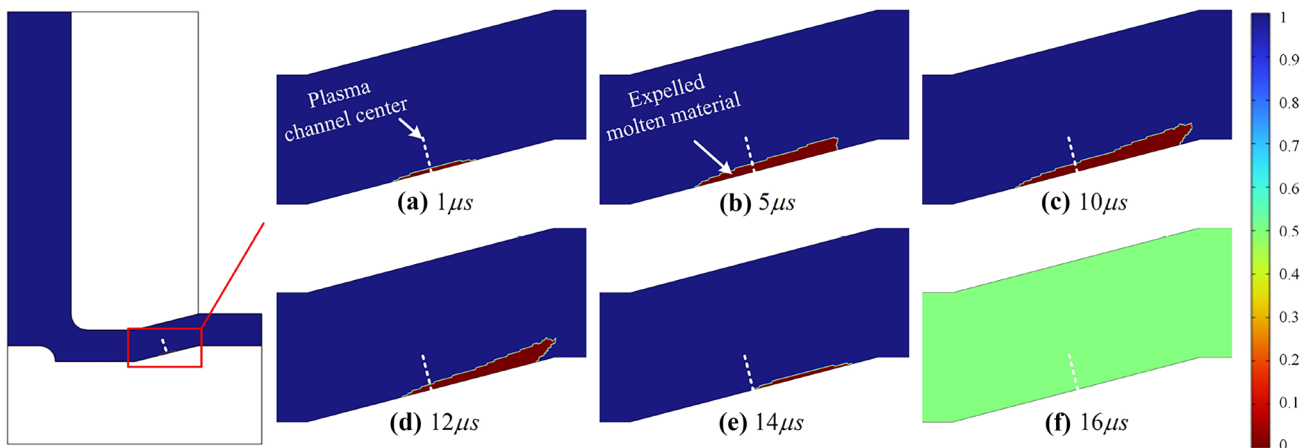 Plasma
channel center
(a) 1μs
Expelled
molten material
(b) 5μs
(c) 10μs
(d) 12μs
(e) 14μs
(f) 16μs
1
0.9
0.8
0.7
0.6
0.5
0.4
0.3
0.2
0.1
0